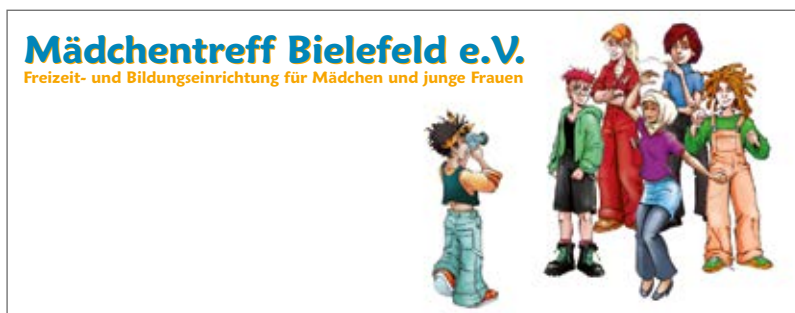 Mädchentreff Bielefeld e.V.
Freizeit- und Bildungseinrichtung für Mädchen und junge Frauen